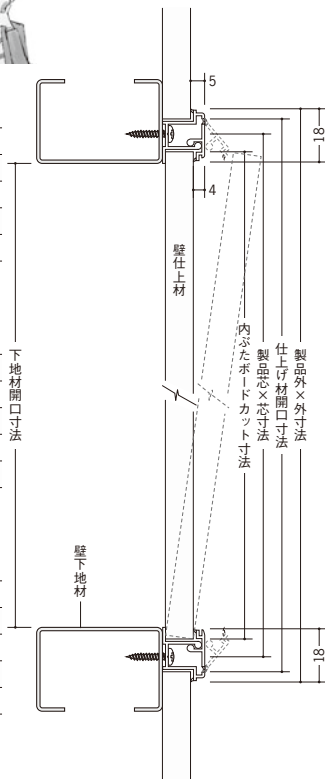 5
18
4
壁仕上材
下地材開口寸法
内ぶたボードカット寸法
製品芯×芯寸法
仕上げ材開口寸法
製品外×外寸法
壁下地材
18